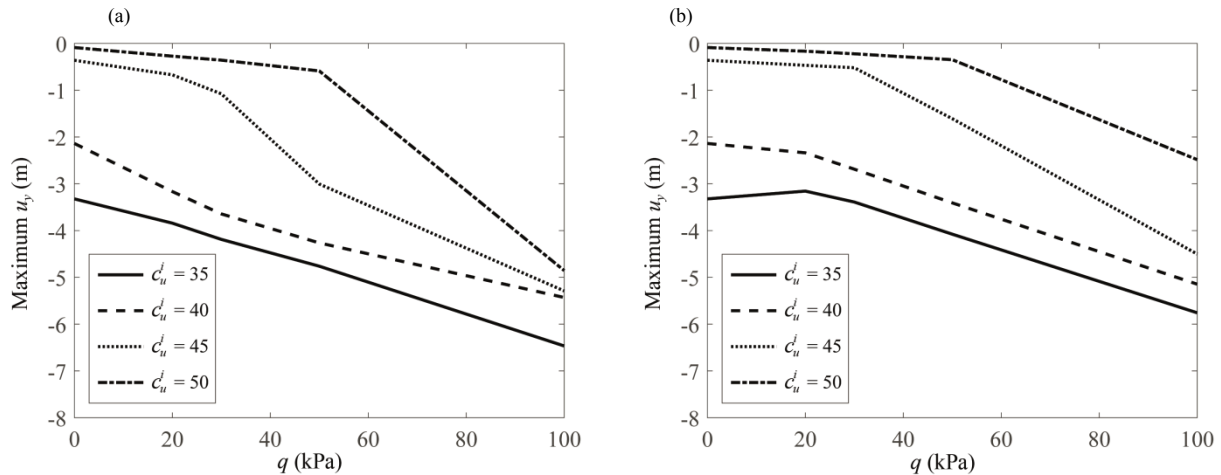 (a)
0
-1
-2
-3
-4
-5
-6
-7
-8
Maximum u_y (m)
c_u^i = 35
c_u^i = 40
c_u^i = 45
c_u^i = 50
0 20 40 60 80 100
q (kPa)
(b)
0
-1
-2
-3
-4
-5
-6
-7
-8
Maximum u_y (m)
c_u^i = 35
c_u^i = 40
c_u^i = 45
c_u^i = 50
0 20 40 60 80 100
q (kPa)